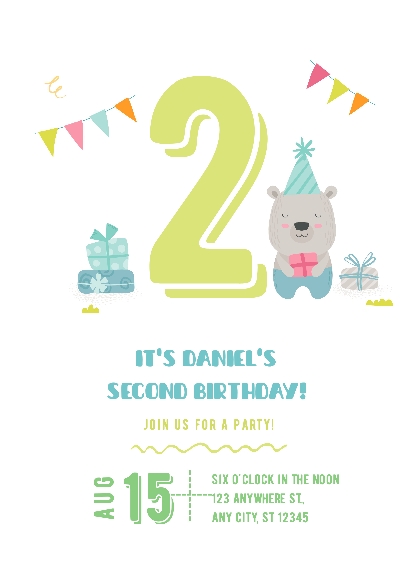 2
IT'S DANIEL'S
SECOND BIRTHDAY!
JOIN US FOR A PARTY!
AUG 15
SIX O'CLOCK IN THE NOON
123 ANYWHERE ST.,
ANY CITY, ST 12345